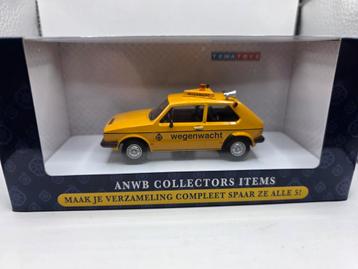 TEMATOYS
wegenwacht
ANWB COLLECTORS ITEMS
MAAK JE VERZAMELING COMPLEET SPAAR ZE ALLE 5!